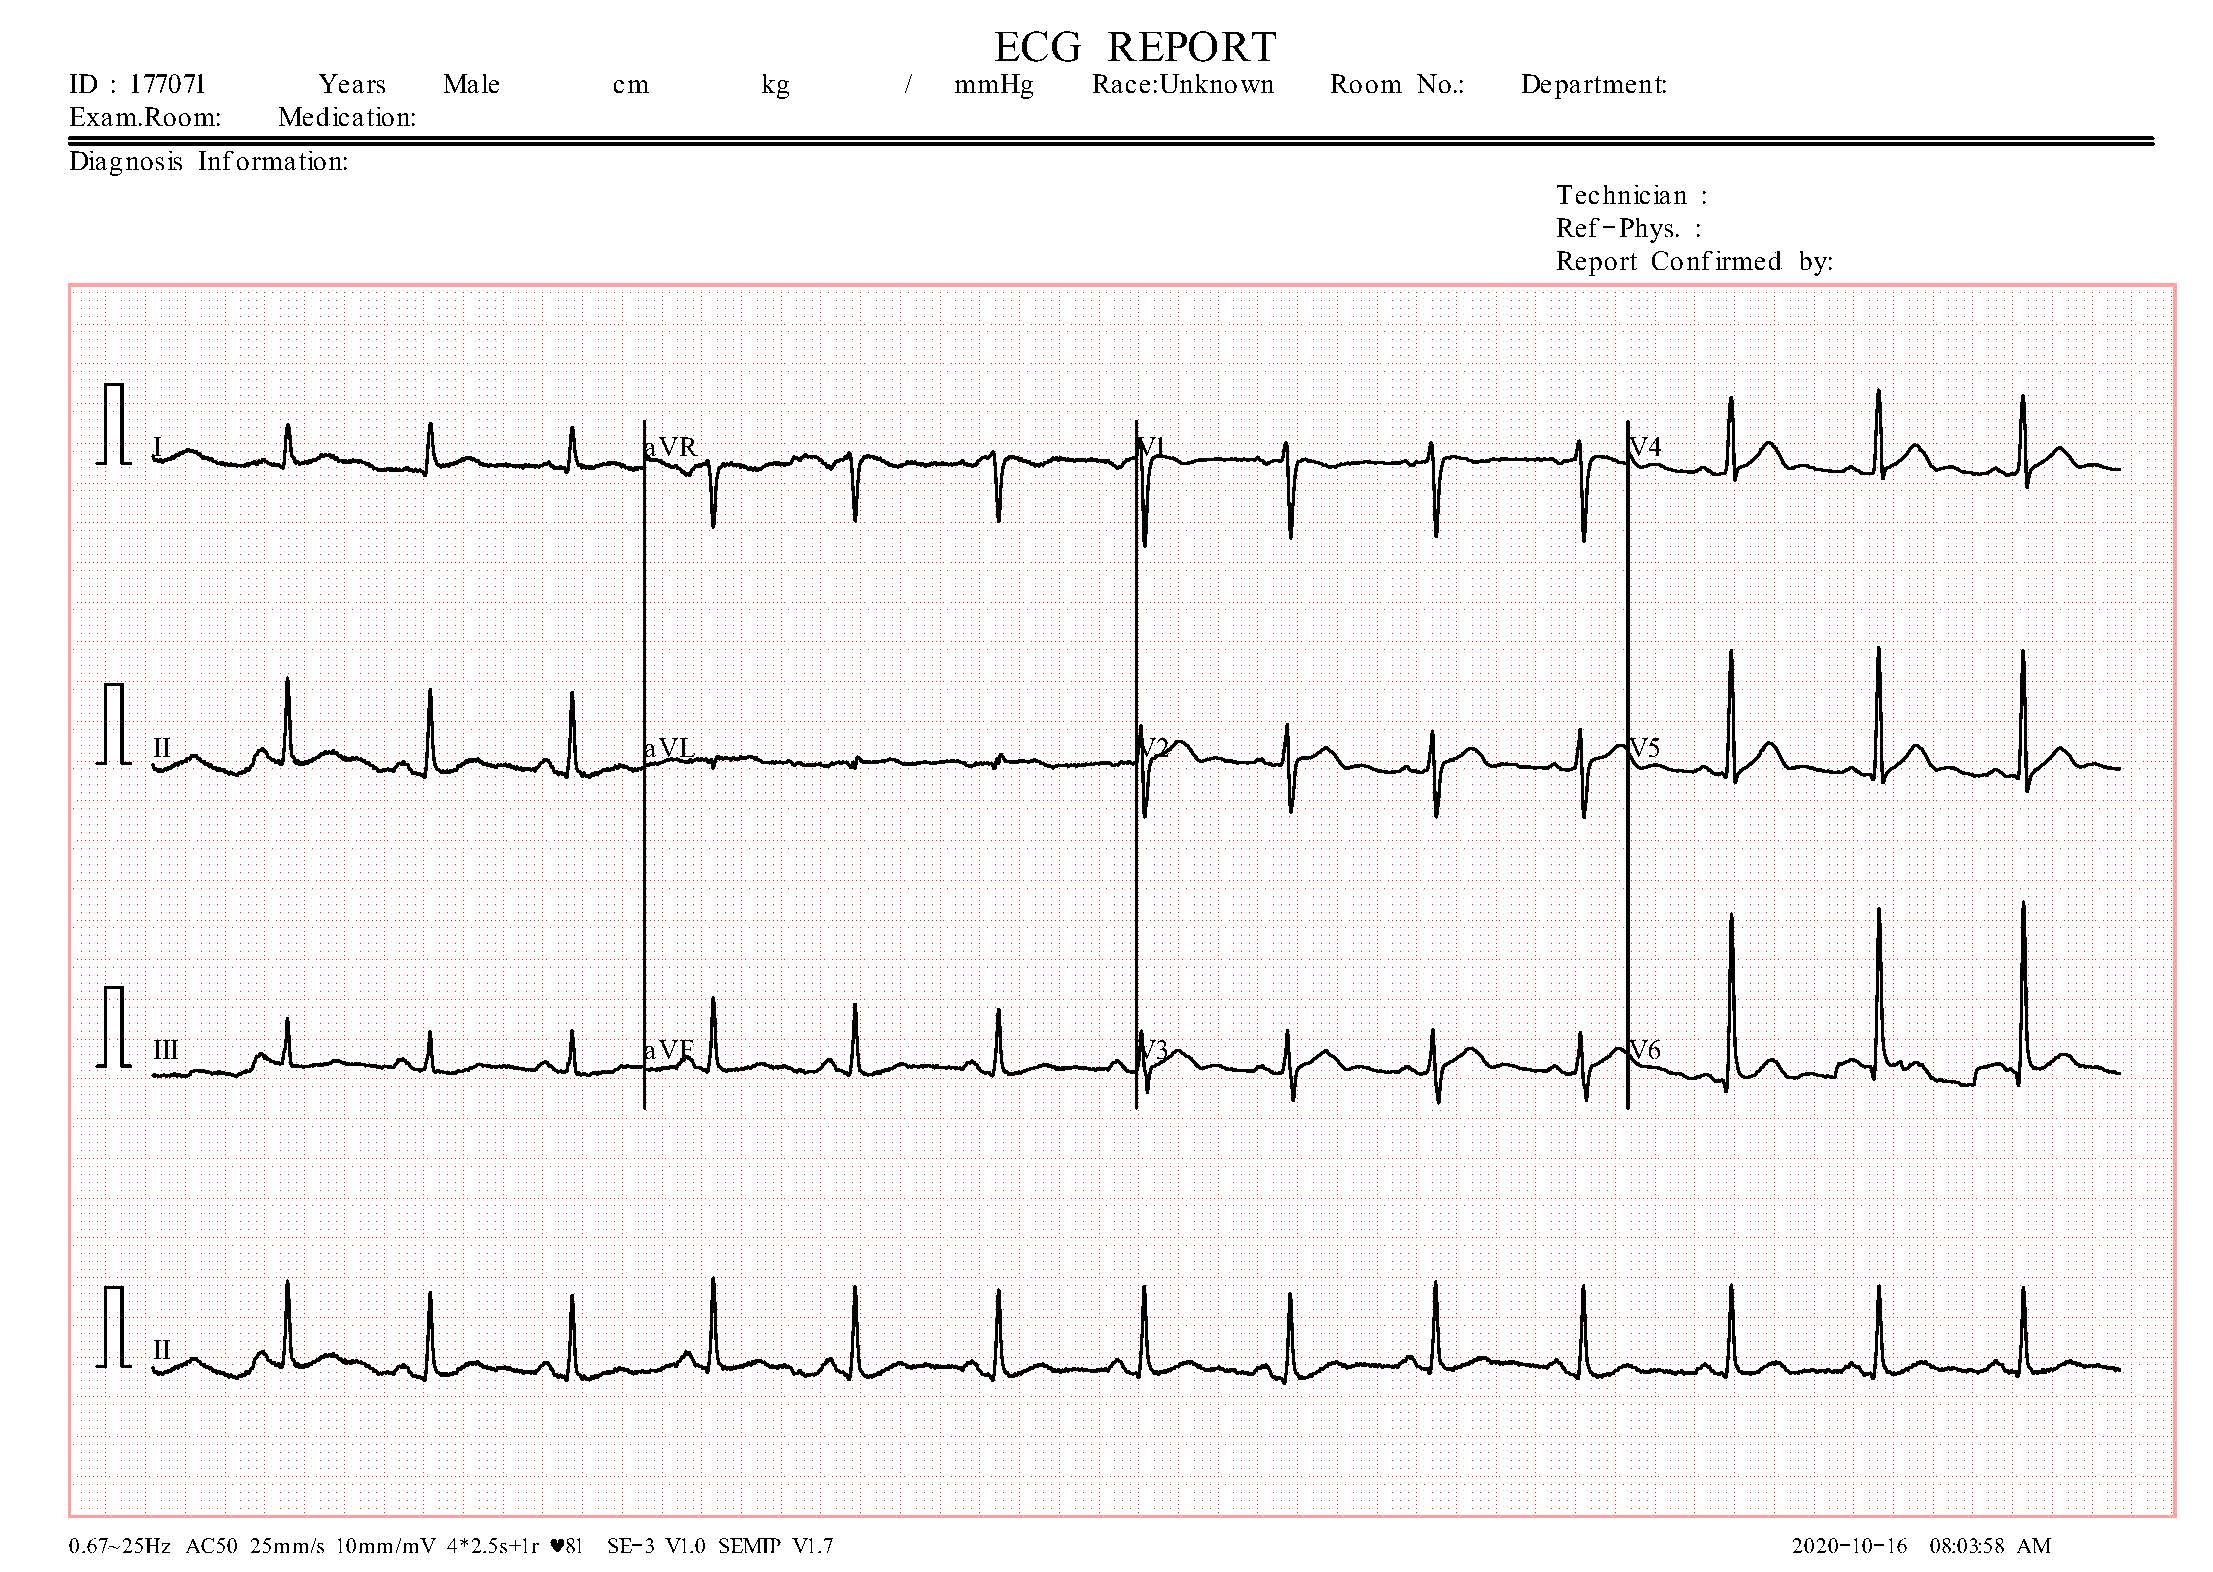 ECG REPORT
ID : 177071 Years Male cm kg / mmHg Race:Unknown Room No.: Department:
Exam.Room: Medication:
Diagnosis Information:
Technician :
Ref-Phys. :
Report Confirmed by:
I aVR V1 V4
II aVL V2 V5
III aVF V3 V6
II
0.67~25Hz AC50 25mm/s 10mm/mV 4*2.5s+1r ♥81 SE-3 V1.0 SEMIP V1.7 2020-10-16 08:03:58 AM